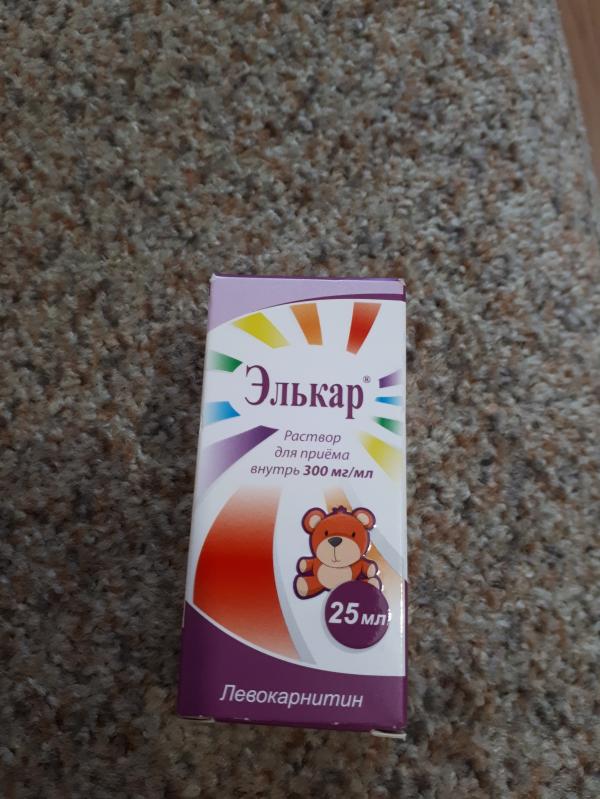 Элькар®
Раствор
для приёма
внутрь 300 мг/мл
25 мл
Левокарнитин